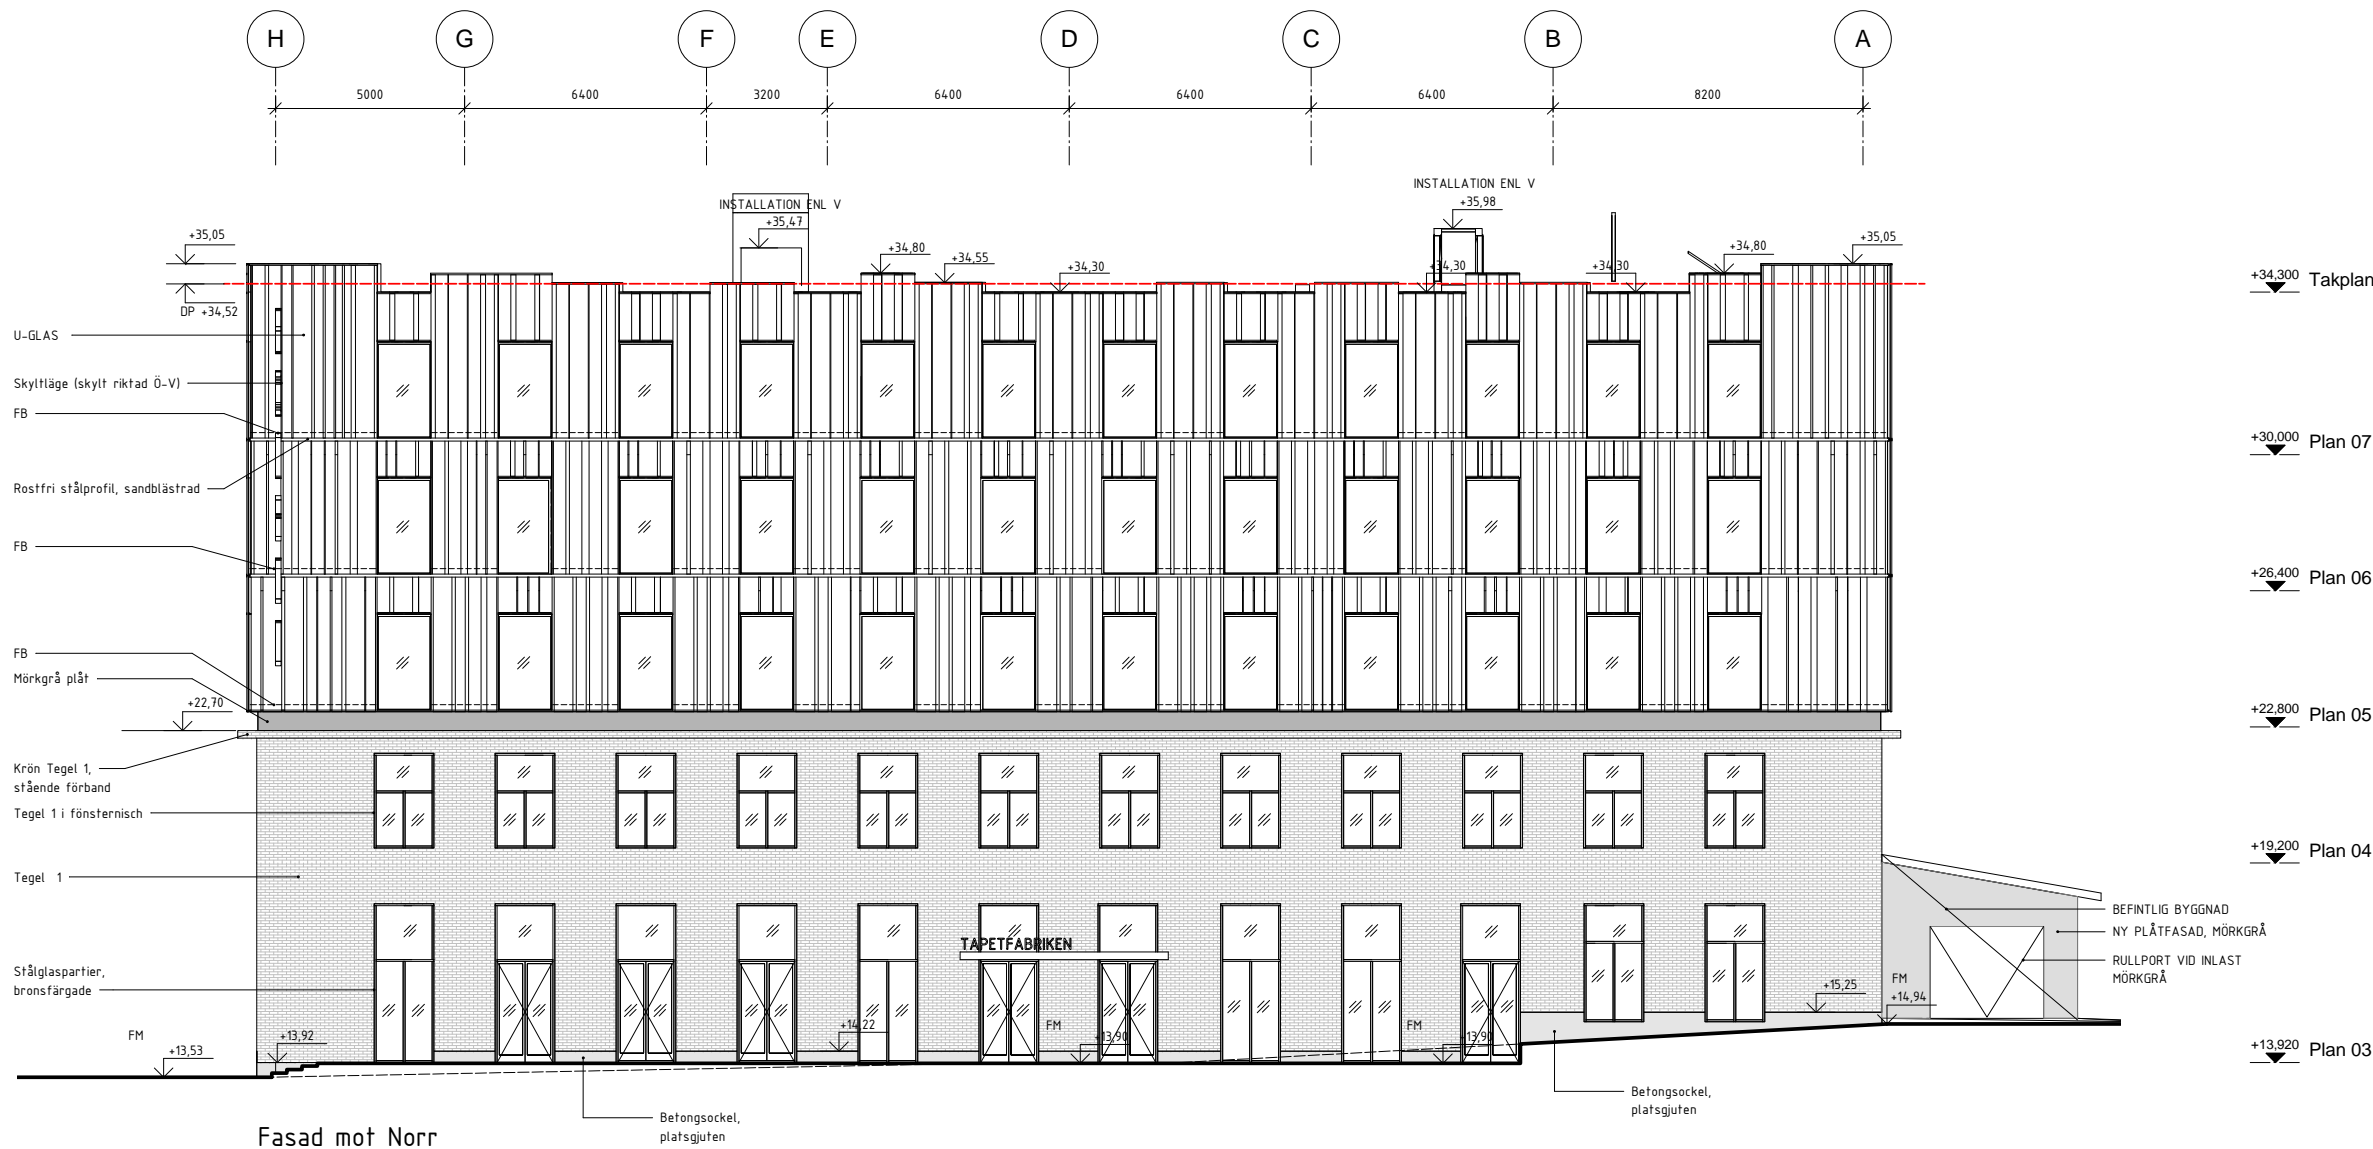 H G F E D C B A
5000 6400 3200 6400 6400 6400 8200
INSTALLATION ENL V
+35,98
INSTALLATION ENL V
+35,47
+35,05
+34,80
+34,55
+34,30
+34,30
+34,30
+34,80
+35,05
DP +34,52
+34,300 Takplan
U-GLAS
Skyltläge (skylt riktad Ö-V)
FB
+30,000 Plan 07
Rostfri stålprofil, sandblästrad
FB
+26,400 Plan 06
FB
Mörkgrå plåt
+22,70
+22,800 Plan 05
Krön Tegel 1,
stående förband
Tegel 1 i fönsternisch
+19,200 Plan 04
Tegel 1
BEFINTLIG BYGGNAD
NY PLÅTFASAD, MÖRKGRÅ
TAPETFABRIKEN
RULLPORT VID INLAST
MÖRKGRÅ
Stålglaspartier,
bronsfärgade
FM
+14,94
+15,25
FM
+13,53
+13,92
+14,22
FM
+13,90
FM
+13,90
+13,920 Plan 03
Betongsockel,
platsgjuten
Betongsockel,
platsgjuten
Fasad mot Norr